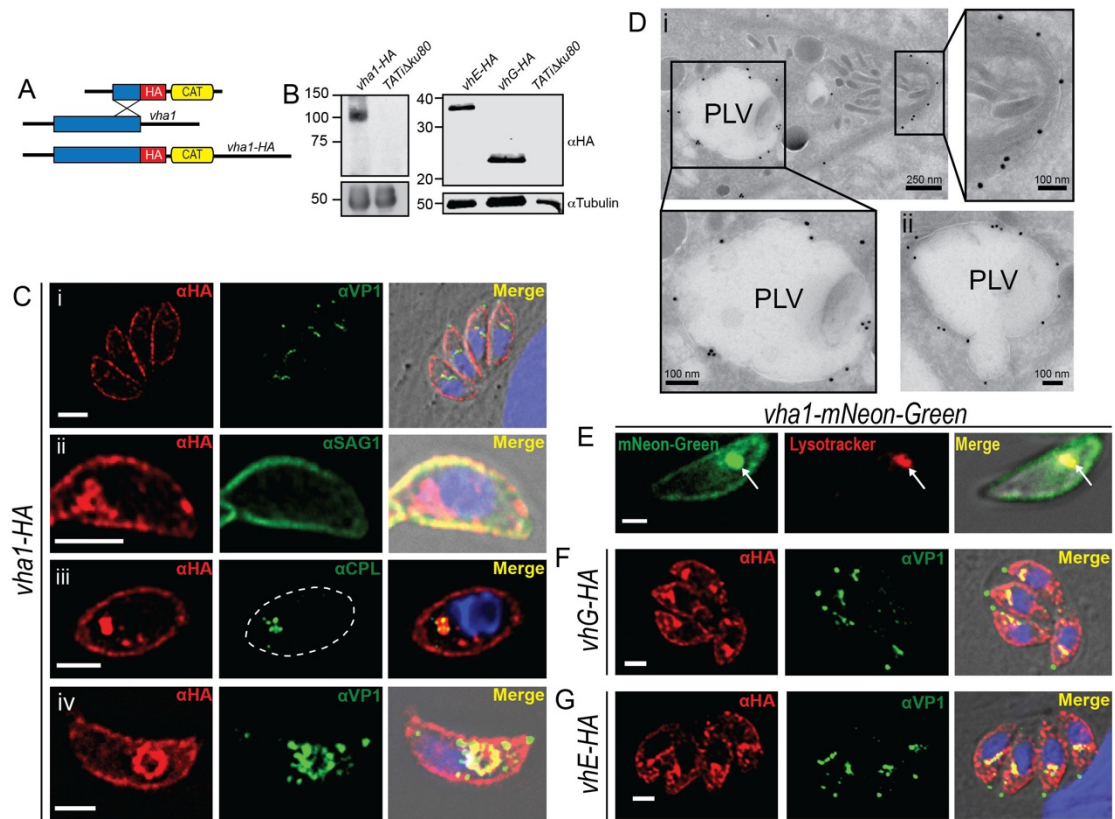 A
HA
CAT
vha1
HA
CAT
vha1-HA
B
vha1-HA
TATiΔku80
vhE-HA
vhG-HA
TATiΔku80
150
100
75
50
40
30
20
50
αHA
αTubulin
C
vha1-HA
i
αHA
αVP1
Merge
ii
αHA
αSAG1
Merge
iii
αHA
αCPL
Merge
iv
αHA
αVP1
Merge
D
i
PLV
250 nm
100 nm
PLV
100 nm
ii
PLV
100 nm
vha1-mNeon-Green
E
mNeon-Green
Lysotracker
Merge
F
vhG-HA
αHA
αVP1
Merge
G
vhE-HA
αHA
αVP1
Merge